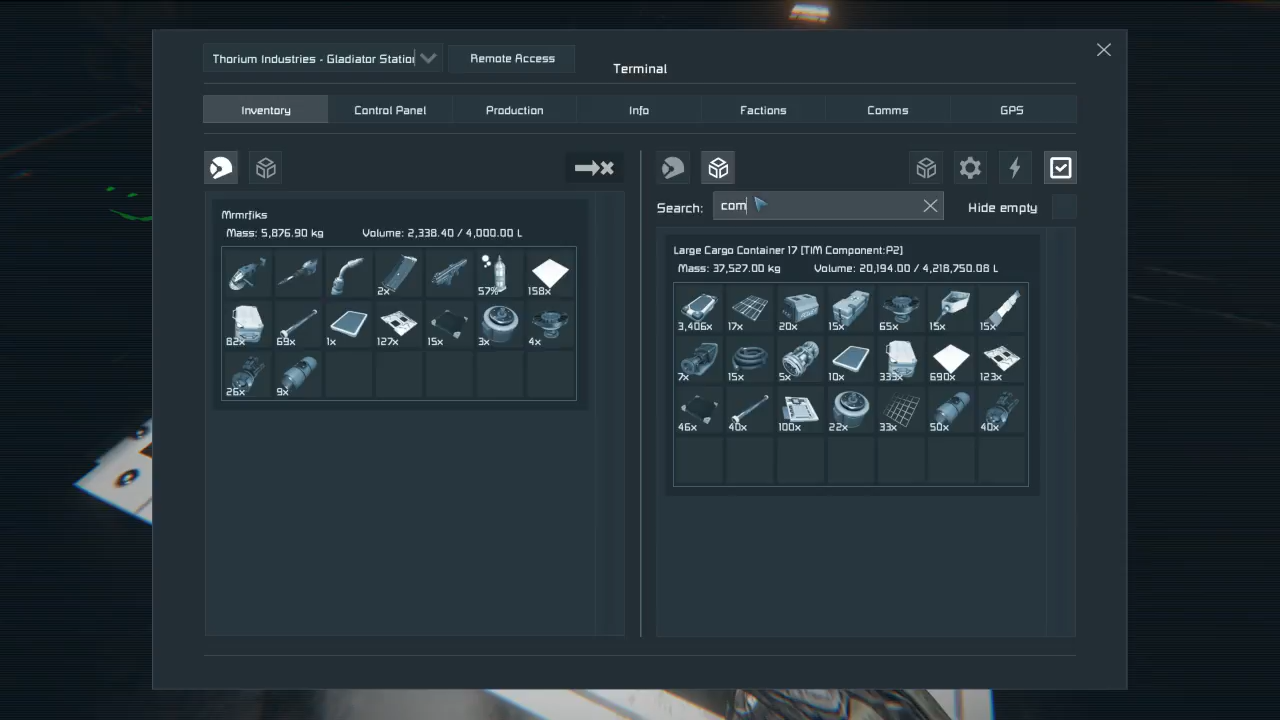 Thorium Industries - Gladiator Station
Remote Access
Terminal
Inventory
Control Panel
Production
Info
Factions
Comms
GPS
Search:
com
Hide empty
Mrmrfiks
Mass: 5,876.90 kg
Volume: 2,338.40 / 4,000.00 L
2x
57%
158x
82x
69x
1x
127x
15x
3x
4x
26x
9x
Large Cargo Container 17 [TIM Component:P2]
Mass: 37,527.00 kg
Volume: 20,194.00 / 4,218,750.08 L
3,406x
17x
20x
15x
65x
15x
15x
7x
15x
5x
10x
333x
690x
123x
46x
40x
100x
22x
33x
50x
40x